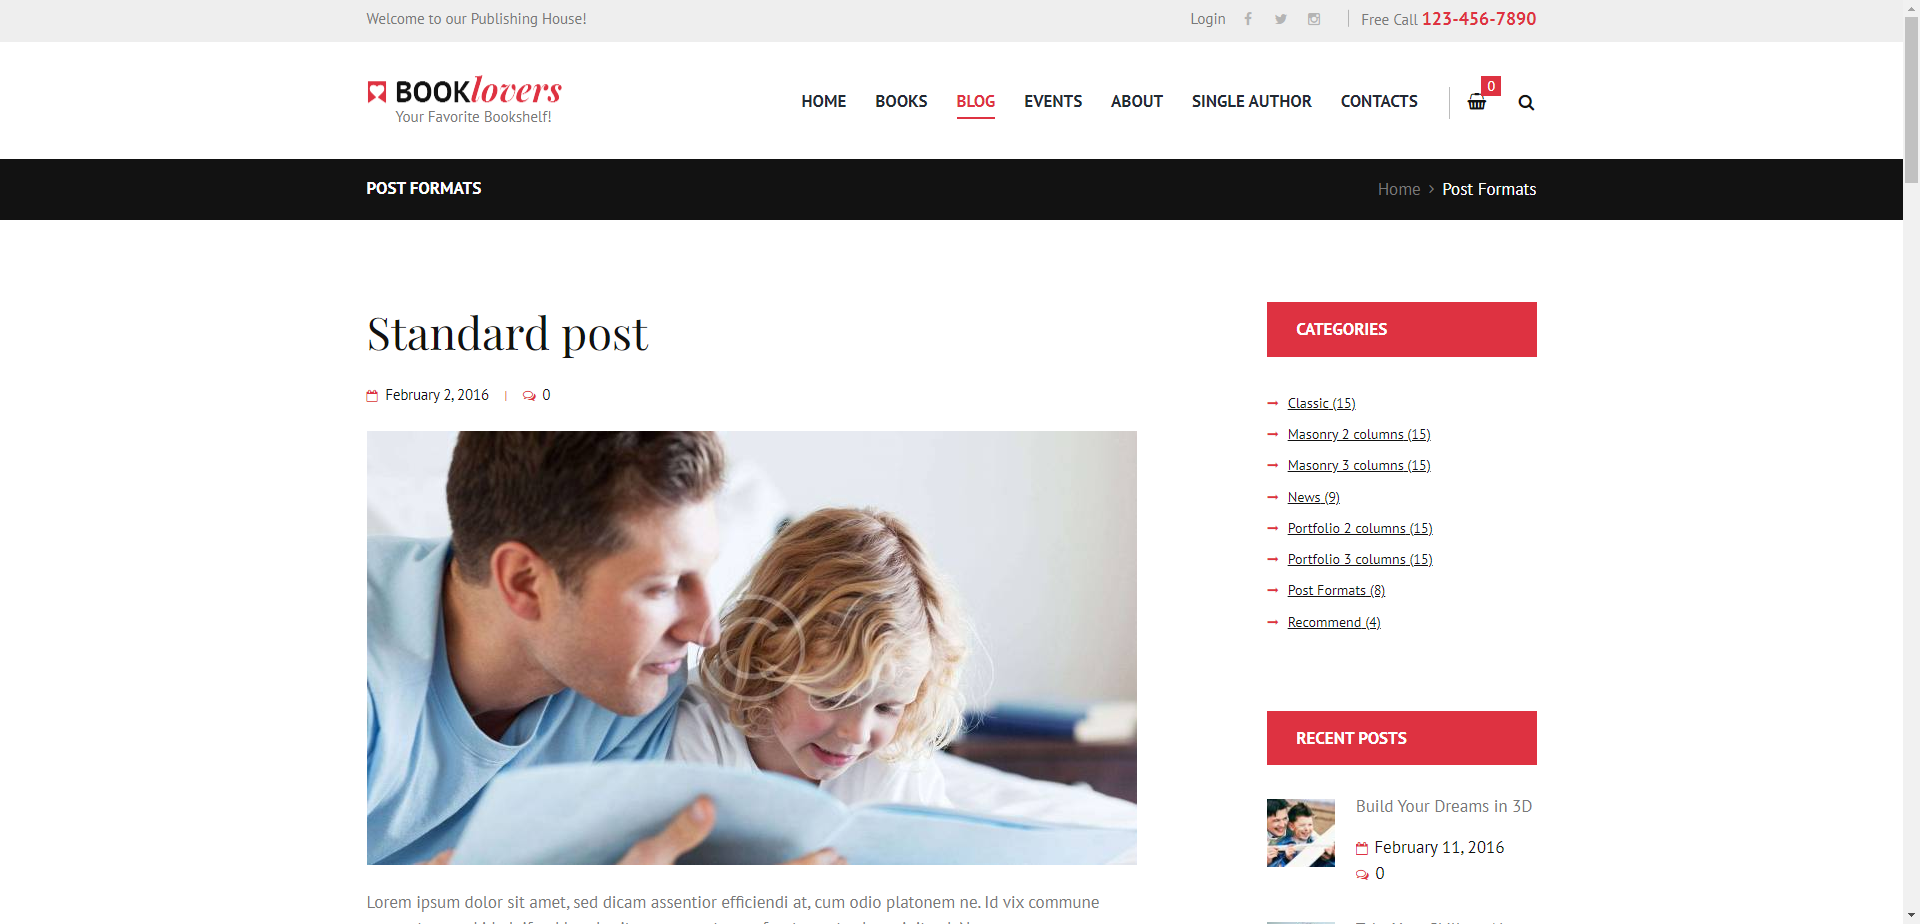 Welcome to our Publishing House!
Login
Free Call 123-456-7890
BOOKlovers
Your Favorite Bookshelf!
HOME BOOKS BLOG EVENTS ABOUT SINGLE AUTHOR CONTACTS 0
POST FORMATS
Home > Post Formats
Standard post
February 2, 2016 | 0
©
Lorem ipsum dolor sit amet, sed dicam assentior efficiendi at, cum odio platonem ne. Id vix commune
CATEGORIES
Classic (15)
Masonry 2 columns (15)
Masonry 3 columns (15)
News (9)
Portfolio 2 columns (15)
Portfolio 3 columns (15)
Post Formats (8)
Recommend (4)
RECENT POSTS
Build Your Dreams in 3D
February 11, 2016
0